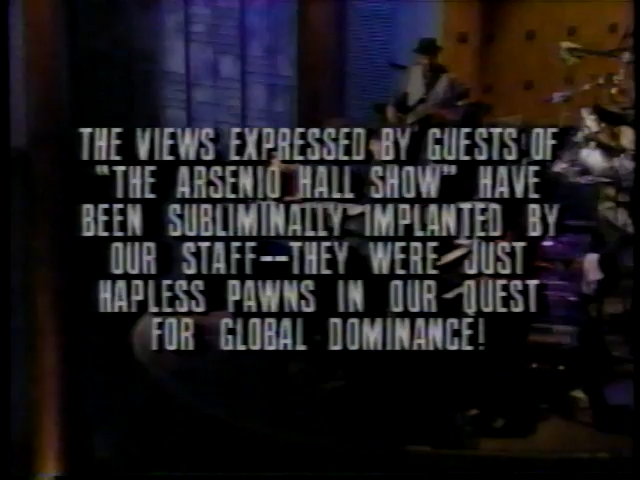 THE VIEWS EXPRESSED BY GUESTS OF
"THE ARSENIO HALL SHOW" HAVE
BEEN SUBLIMINALLY IMPLANTED BY
OUR STAFF--THEY WERE JUST
HAPLESS PAWNS IN OUR QUEST
FOR GLOBAL DOMINANCE!